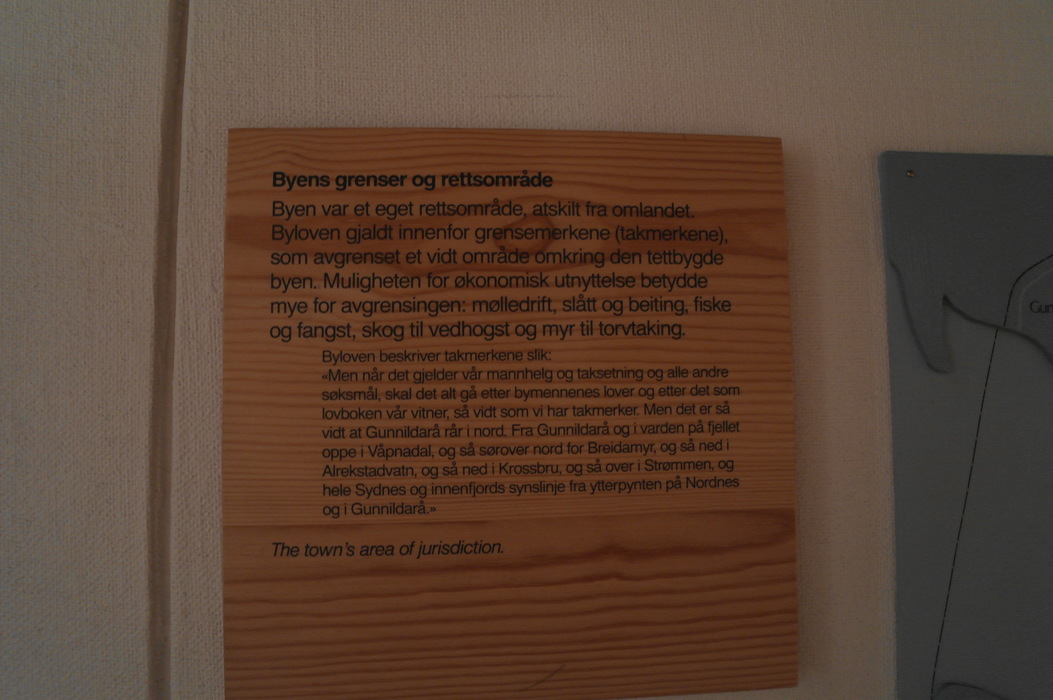 Byens grenser og rettsområde
Byen var et eget rettsområde, atskilt fra omlandet.
Byloven gjaldt innenfor grensemerkene (takmerkene),
som avgrenset et vidt område omkring den tettbygde
byen. Muligheten for økonomisk utnyttelse betydde
mye for avgrensingen: mølledrift, slått og beiting, fiske
og fangst, skog til vedhogst og myr til torvtaking.
Byloven beskriver takmerkene slik:
«Men når det gjelder vår mannhelg og taksetning og alle andre
søksmål, skal det alt gå etter bymennenes lover og etter det som
lovboken vår vitner, så vidt som vi har takmerker. Men det er så
vidt at Gunnildarå rår i nord. Fra Gunnildarå og i varden på fjellet
oppe i Våpnadal, og så sørover nord for Breidamyr, og så ned i
Alrekstadvatn, og så ned i Krossbru, og så over i Strømmen, og
hele Sydnes og innenfjords synslinje fra ytterpynten på Nordnes
og i Gunnildarå.»
The town's area of jurisdiction.